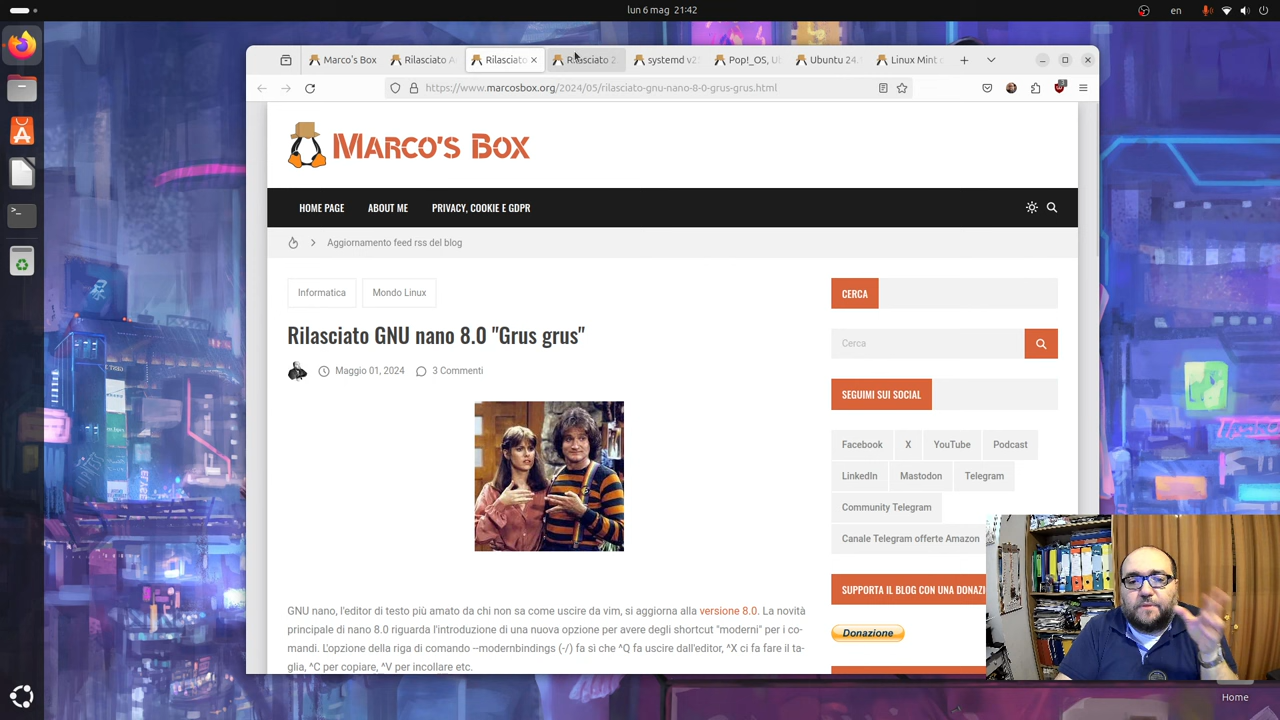 lun 6 mag 21:42
en
Marco's Box
Rilasciato A
Rilasciato
Rilasciato 2
systemd v2
Pop!_OS, U
Ubuntu 24.
Linux Mint
https://www.marcosbox.org/2024/05/rilasciato-gnu-nano-8-0-grus-grus.html
3
MARCO'S BOX
HOME PAGE
ABOUT ME
PRIVACY, COOKIE E GDPR
Aggiornamento feed rss del blog
Informatica
Mondo Linux
Rilasciato GNU nano 8.0 "Grus grus"
Maggio 01, 2024
3 Commenti
GNU nano, l'editor di testo più amato da chi non sa come uscire da vim, si aggiorna alla versione 8.0. La novità
principale di nano 8.0 riguarda l'introduzione di una nuova opzione per avere degli shortcut "moderni" per i co-
mandi. L'opzione della riga di comando --modernbindings (-/) fa sì che ^Q fa uscire dall'editor, ^X ci fa fare il ta-
glia, ^C per copiare, ^V per incollare etc.
CERCA
Cerca
SEGUIMI SUI SOCIAL
Facebook
X
YouTube
Podcast
LinkedIn
Mastodon
Telegram
Community Telegram
Canale Telegram offerte Amazon
SUPPORTA IL BLOG CON UNA DONAZI
Donazione
Home